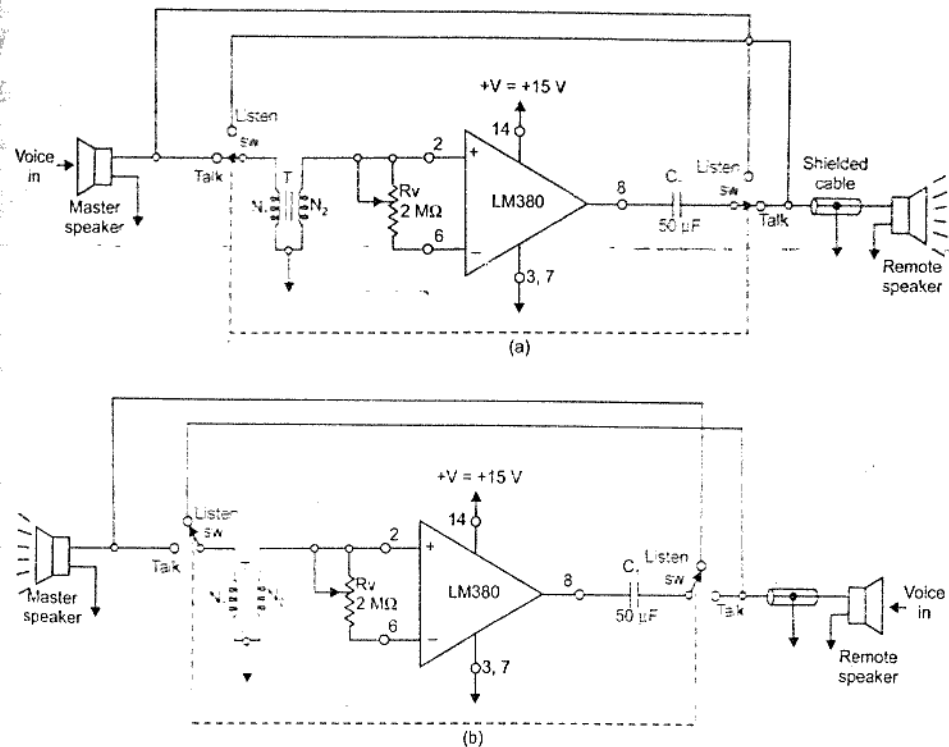 +V = +15 V
14
Listen
sw
Voice
in
Talk
Master
speaker
T
N₂
2
+
Rv
2 MΩ
6
−
LM380
3, 7
8
C.
50 µF
Listen
sw
Talk
Shielded
cable
Remote
speaker
(a)
+V = +15 V
14
Listen
sw
Talk
Master
speaker
2
+
Rv
2 MΩ
6
−
LM380
3, 7
8
C.
50 µF
Listen
sw
Talk
Voice
in
Remote
speaker
(b)